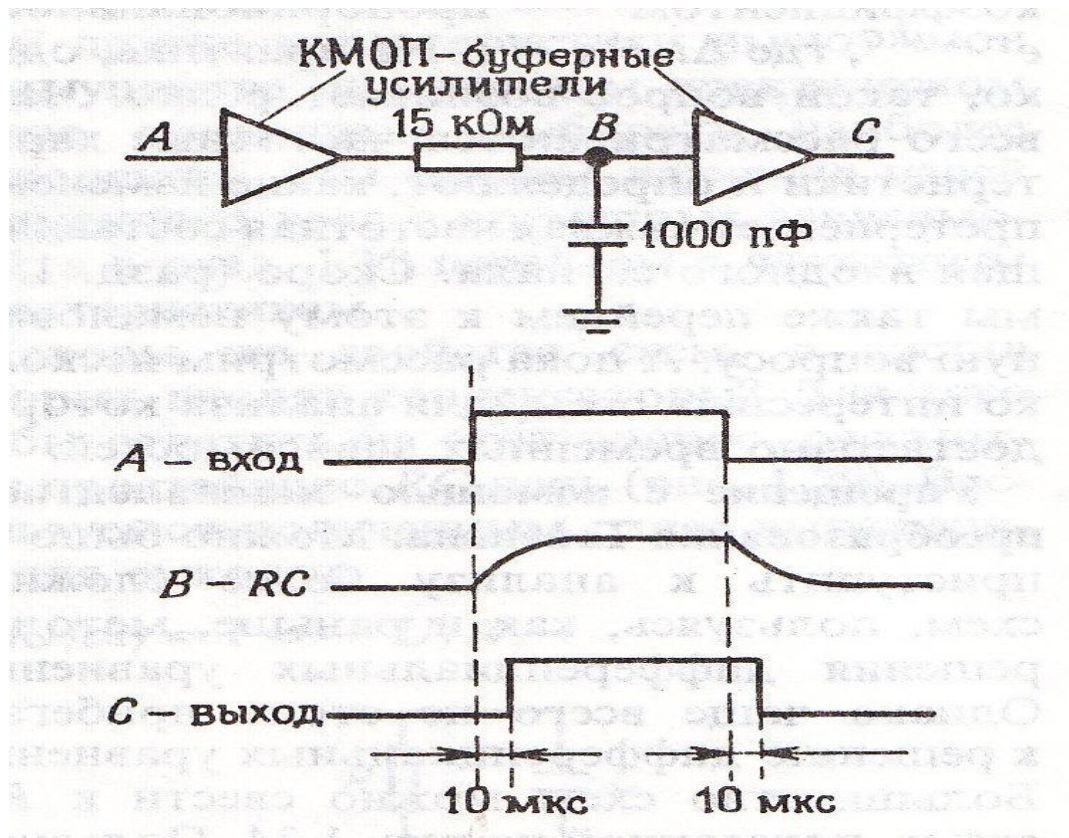 КМОП-буферные
усилители
A
15 кОм
B
C
1000 пФ
A – вход
B – RC
C – выход
10 мкс
10 мкс